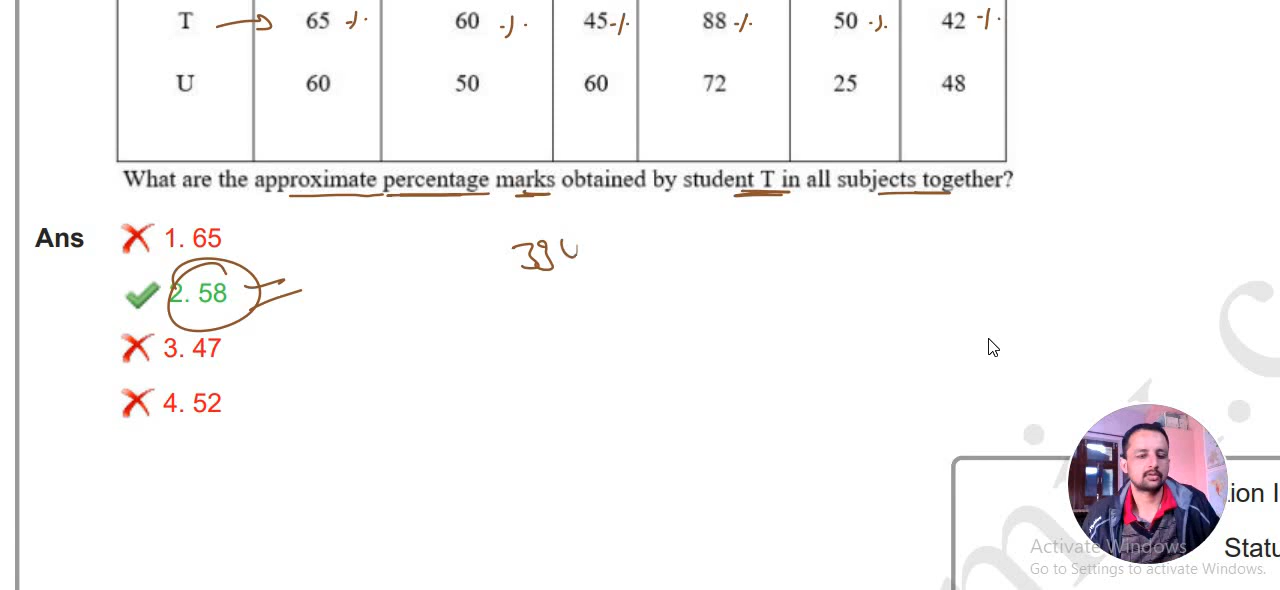 T 65 -/. 60 -/. 45 -/. 88 -/. 50 -/. 42 -/.
U 60 50 60 72 25 48
What are the approximate percentage marks obtained by student T in all subjects together?
Ans 1. 65
2. 58
3. 47
4. 52
Activate Windows
Go to Settings to activate Windows.